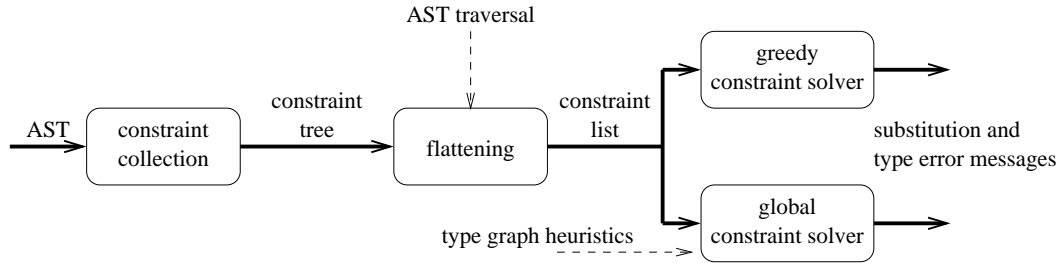 AST traversal
AST
constraint
collection
constraint
tree
flattening
constraint
list
greedy
constraint solver
substitution and
type error messages
type graph heuristics
global
constraint solver